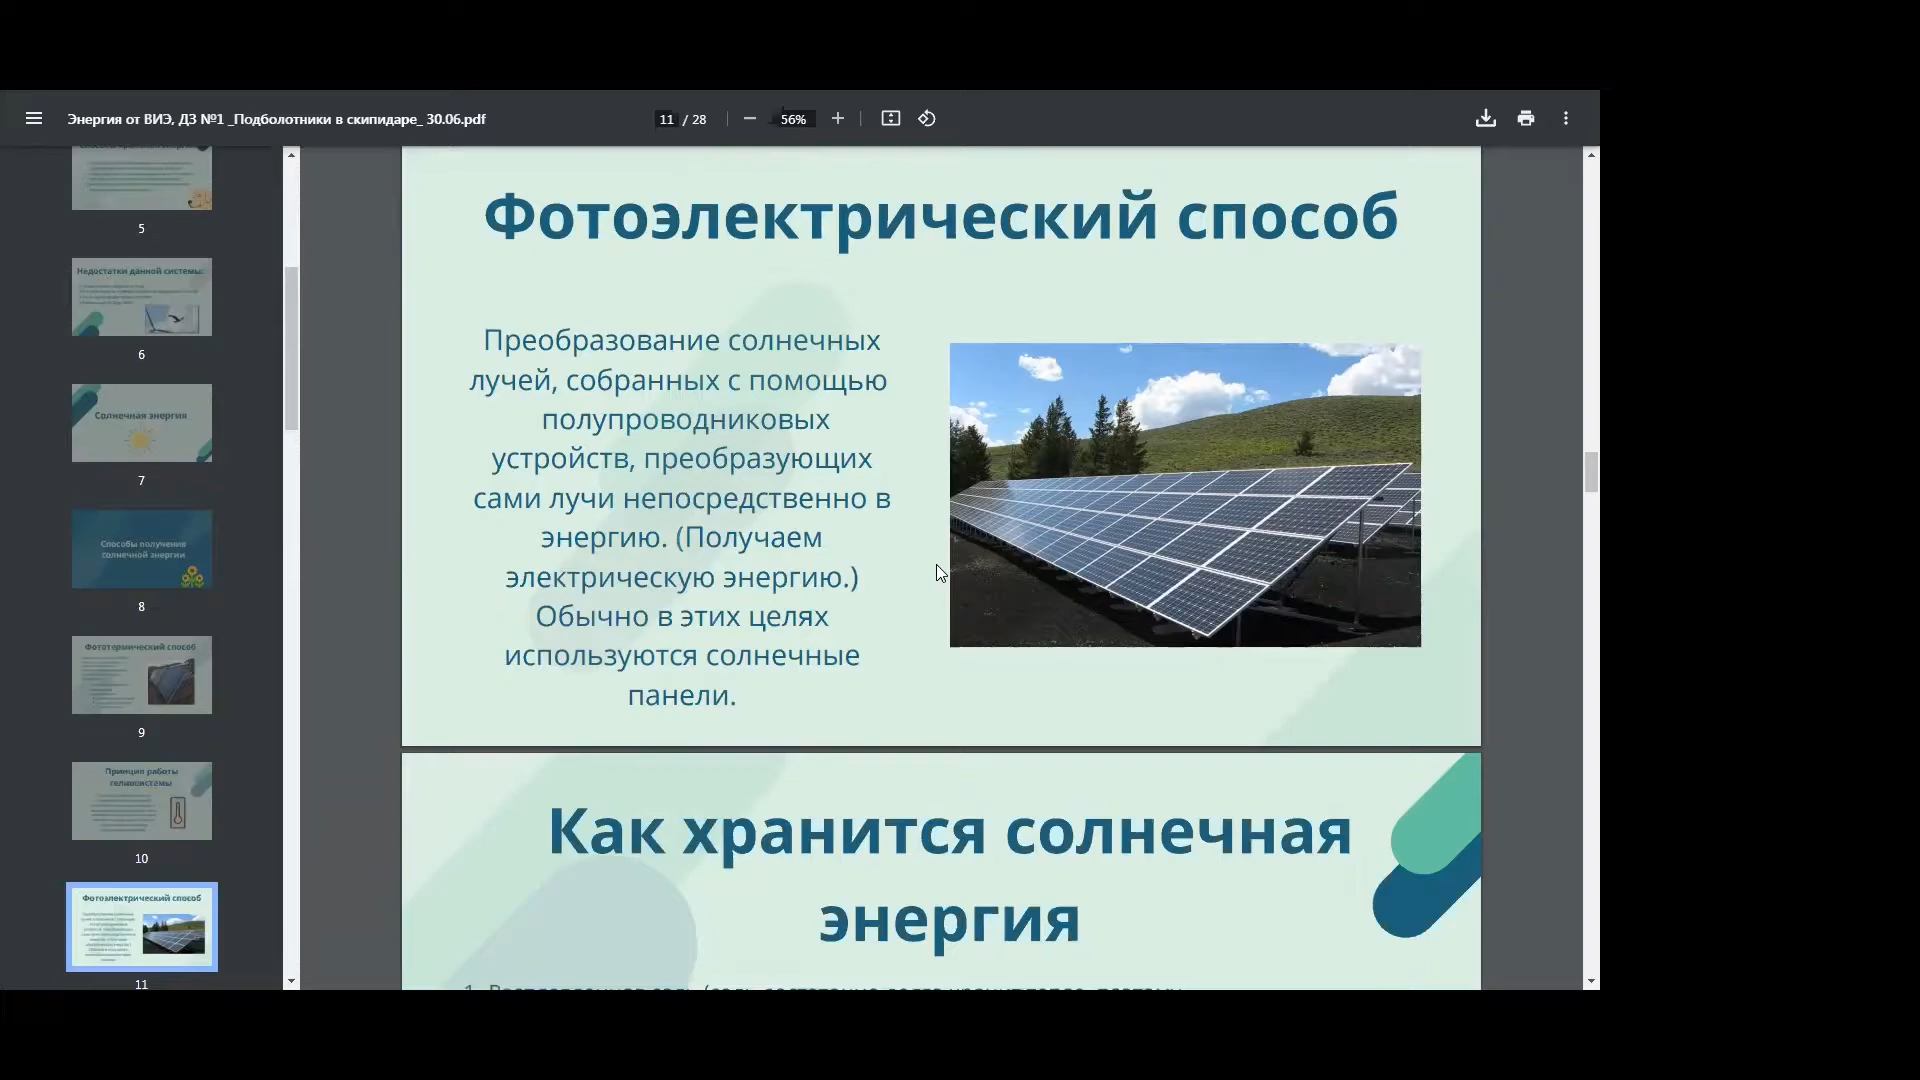 Энергия от ВИЭ, ДЗ №1 _Подболотники в скипидаре_ 30.06.pdf
11 / 28
56%
5
Недостатки данной системы:
6
Солнечная энергия
7
Способы получения
солнечной энергии
8
Фототермический способ
9
Принцип работы
гелиосистемы
10
Фотоэлектрический способ
11
Фотоэлектрический способ
Преобразование солнечных
лучей, собранных с помощью
полупроводниковых
устройств, преобразующих
сами лучи непосредственно в
энергию. (Получаем
электрическую энергию.)
Обычно в этих целях
используются солнечные
панели.
Как хранится солнечная
энергия